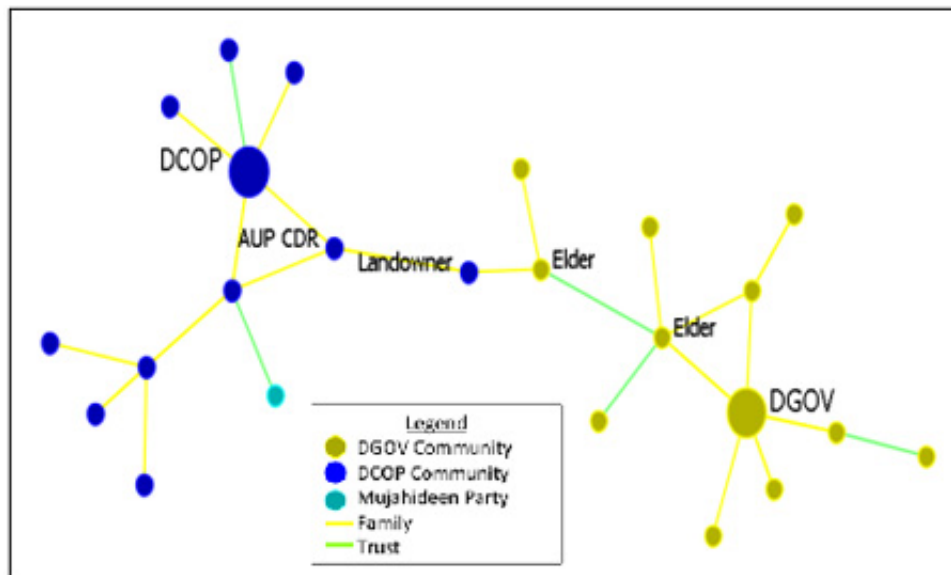 DCOP
AUP CDR
Landowner
Elder
Elder
DGOV
Legend
DGOV Community
DCOP Community
Mujahideen Party
Family
Trust